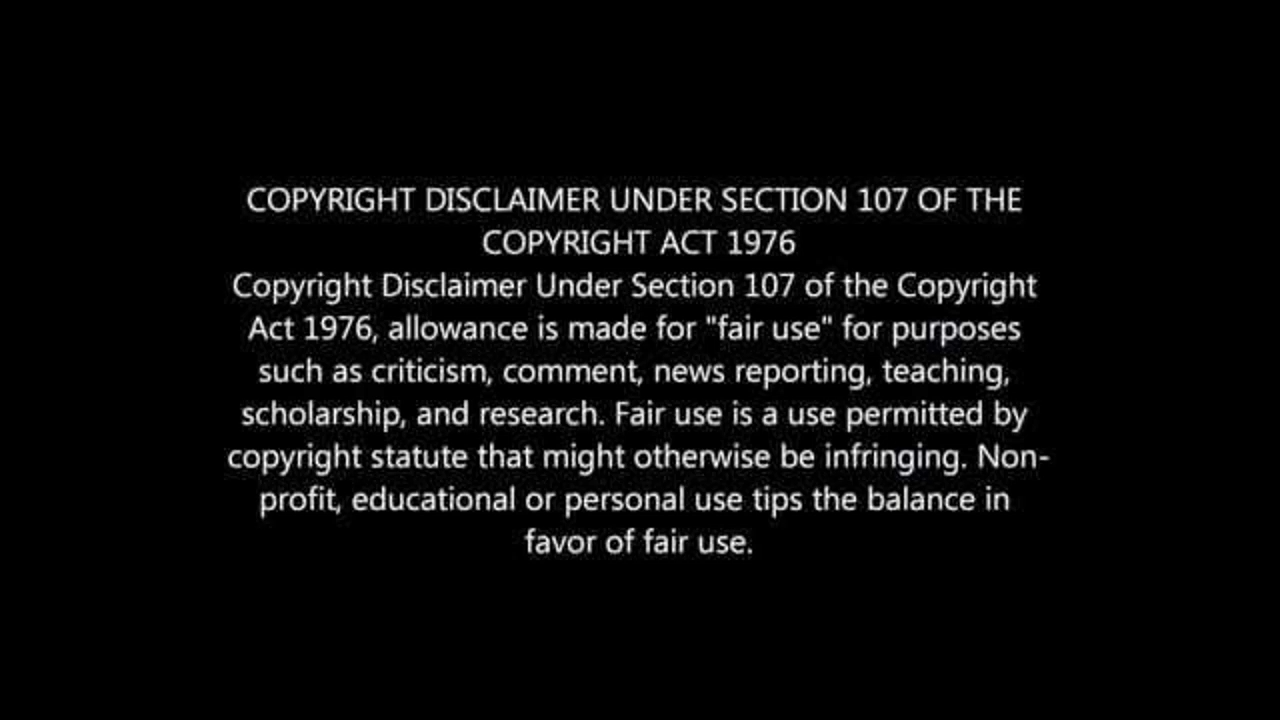 COPYRIGHT DISCLAIMER UNDER SECTION 107 OF THE
COPYRIGHT ACT 1976
Copyright Disclaimer Under Section 107 of the Copyright
Act 1976, allowance is made for "fair use" for purposes
such as criticism, comment, news reporting, teaching,
scholarship, and research. Fair use is a use permitted by
copyright statute that might otherwise be infringing. Non-
profit, educational or personal use tips the balance in
favor of fair use.